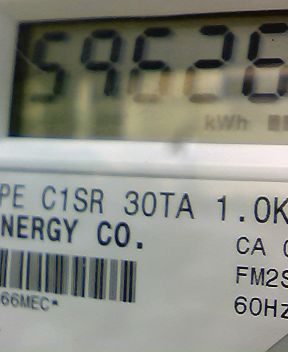 59626
kWh
PE C1SR 30TA 1.0K
NERGY CO.
CA
FM2S
66MEC*
60Hz